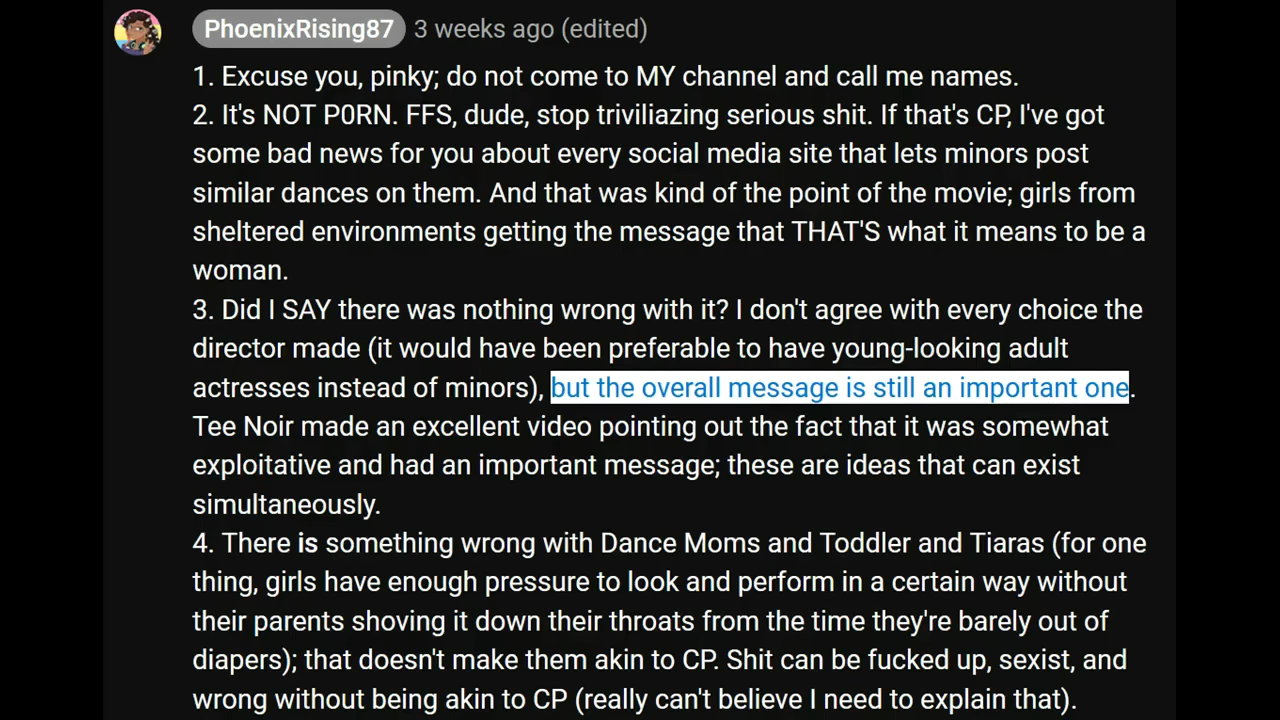 PhoenixRising87 3 weeks ago (edited)
1. Excuse you, pinky; do not come to MY channel and call me names.
2. It's NOT P0RN. FFS, dude, stop triviliazing serious shit. If that's CP, I've got
some bad news for you about every social media site that lets minors post
similar dances on them. And that was kind of the point of the movie; girls from
sheltered environments getting the message that THAT'S what it means to be a
woman.
3. Did I SAY there was nothing wrong with it? I don't agree with every choice the
director made (it would have been preferable to have young-looking adult
actresses instead of minors), but the overall message is still an important one.
Tee Noir made an excellent video pointing out the fact that it was somewhat
exploitative and had an important message; these are ideas that can exist
simultaneously.
4. There is something wrong with Dance Moms and Toddler and Tiaras (for one
thing, girls have enough pressure to look and perform in a certain way without
their parents shoving it down their throats from the time they're barely out of
diapers); that doesn't make them akin to CP. Shit can be fucked up, sexist, and
wrong without being akin to CP (really can't believe I need to explain that).